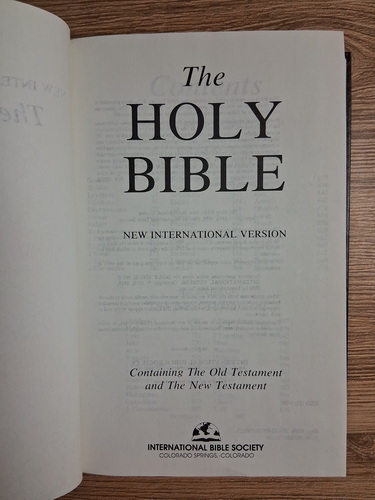 The
HOLY
BIBLE
NEW INTERNATIONAL VERSION
Containing The Old Testament
and The New Testament
INTERNATIONAL BIBLE SOCIETY
COLORADO SPRINGS, COLORADO